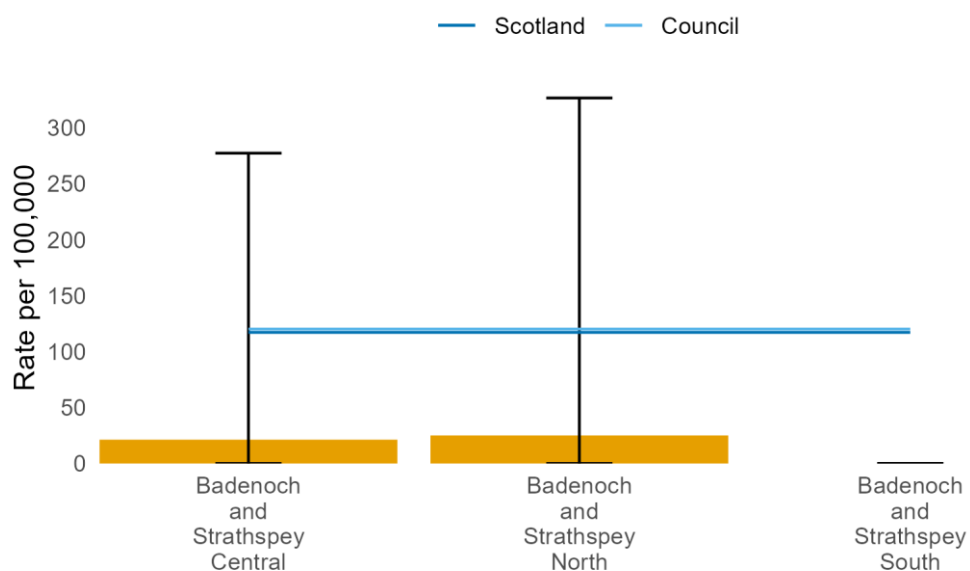 Scotland Council
Rate per 100,000
300
250
200
150
100
50
0
Badenoch
and
Strathspey
Central
Badenoch
and
Strathspey
North
Badenoch
and
Strathspey
South